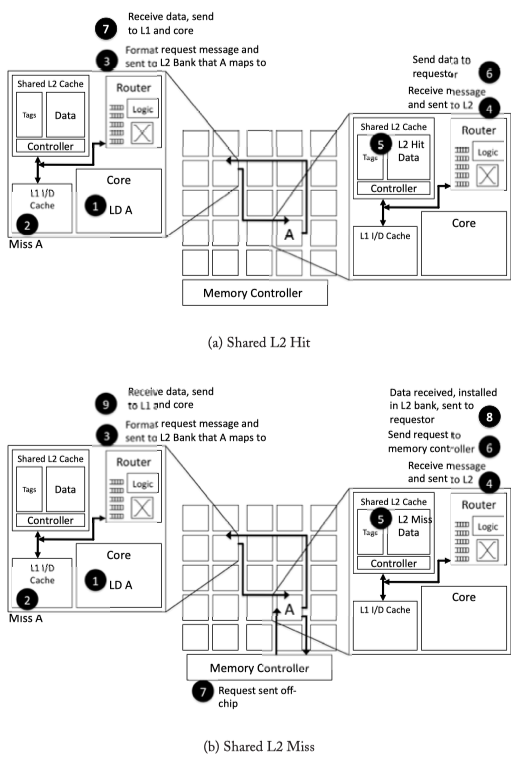 7
Receive data, send
to L1 and core
3
Format request message and
sent to L2 Bank that A maps to
Shared L2 Cache
Tags
Data
Controller
Router
Logic
L1 I/D
Cache
2
Miss A
Core
1
LD A
Send data to
requestor
6
Receive message
and sent to L2
4
Shared L2 Cache
5
L2 Hit
Tags
Data
Controller
Router
Logic
L1 I/D Cache
Core
A
Memory Controller
(a) Shared L2 Hit
9
Receive data, send
to L1 and core
3
Format request message and
sent to L2 Bank that A maps to
Shared L2 Cache
Tags
Data
Controller
Router
Logic
L1 I/D
Cache
2
Miss A
Core
1
LD A
Data received, installed
in L2 bank, sent to
requestor
8
Send request to
memory controller
6
Receive message
and sent to L2
4
Shared L2 Cache
5
L2 Miss
Tags
Data
Controller
Router
Logic
L1 I/D Cache
Core
A
Memory Controller
7
Request sent off-
chip
(b) Shared L2 Miss